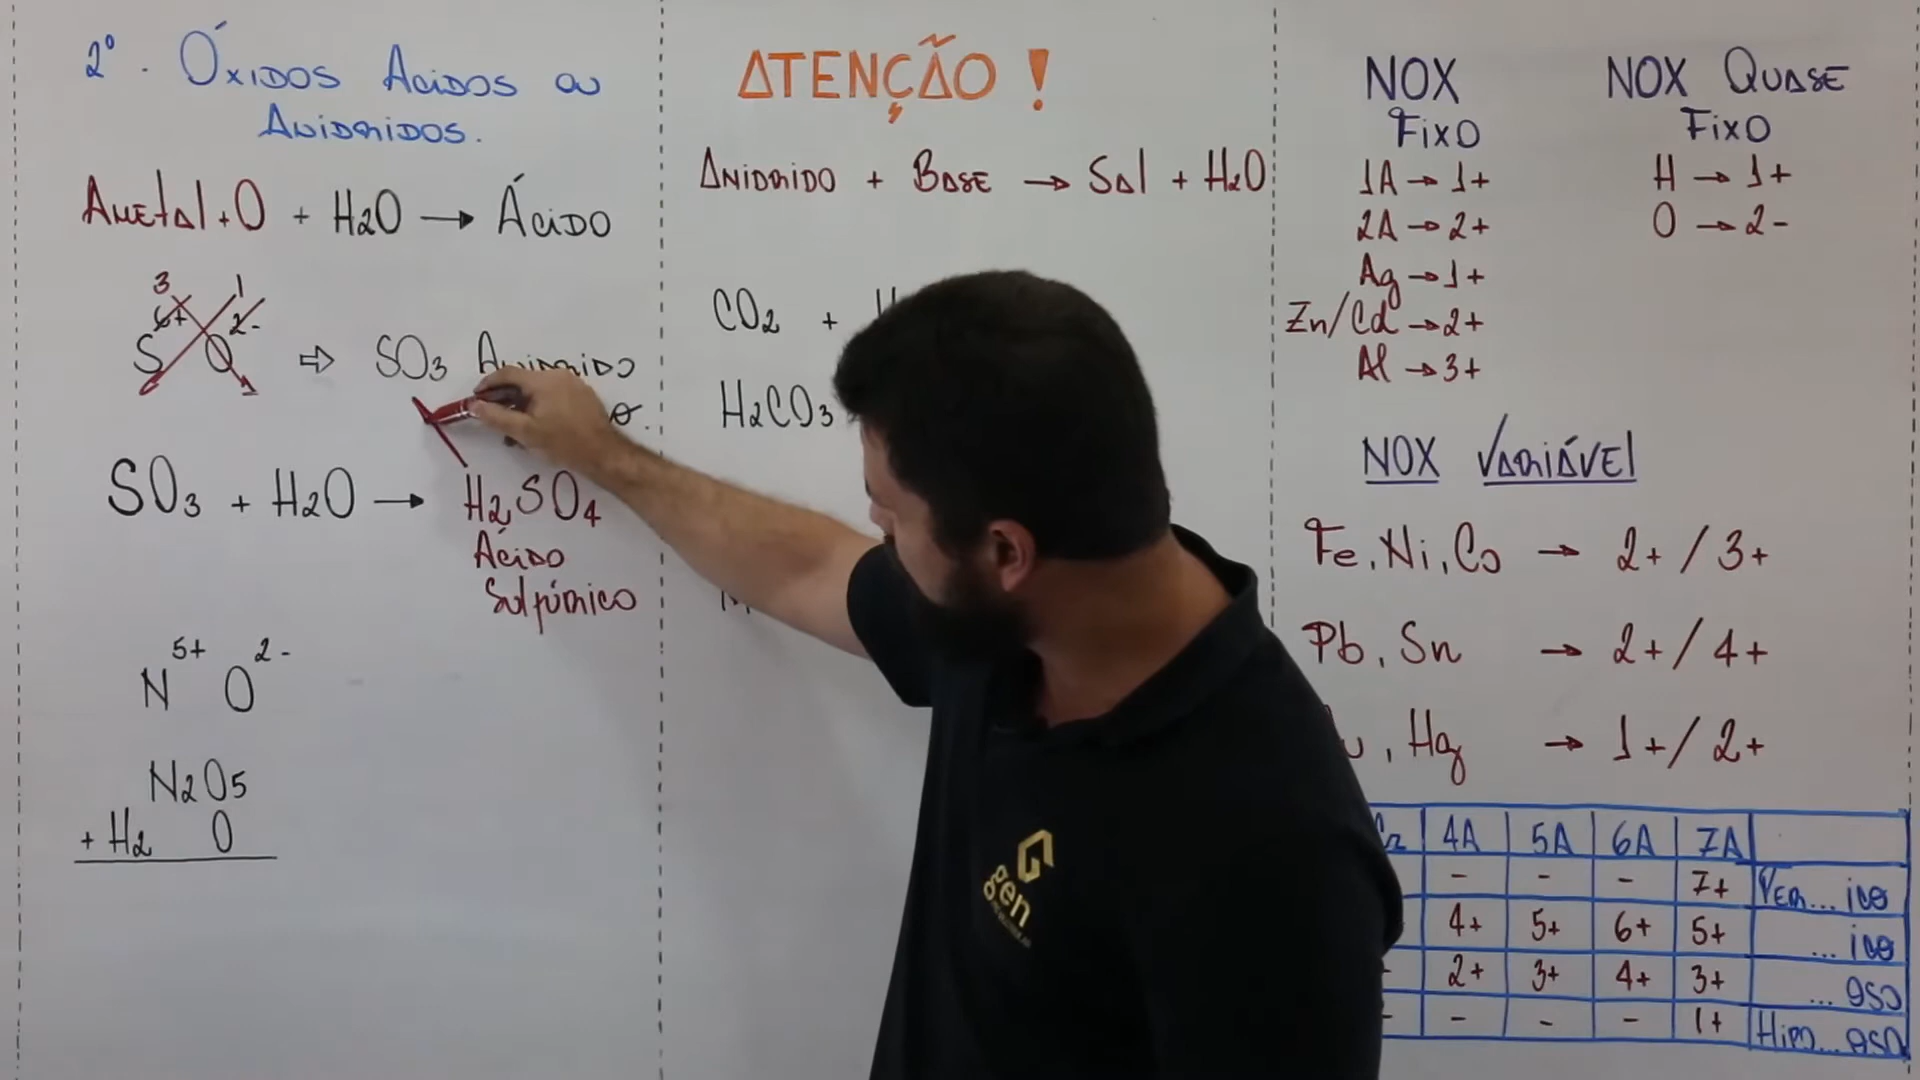 2º. Óxidos Ácidos ou
Anidridos.
Ametal + O + H2O → Ácido
3 1
6+ 2-
S O ⇨ SO3 Anidrido
SO3 + H2O → H2SO4
Ácido
Sulfúrico
5+ 2-
N O
N2O5
+ H2 O
ATENÇÃO !
Anidrido + Base → Sal + H2O
CO2 +
H2CO3
NOX
Fixo
1A → 1+
2A → 2+
Ag → 1+
Zn/Cd → 2+
Al → 3+
NOX Quase
Fixo
H → 1+
O → 2-
NOX Variável
Fe, Ni, Co → 2+ / 3+
Pb, Sn → 2+ / 4+
, Hg → 1+ / 2+
4A 5A 6A 7A
- - - 7+ Per... ico
4+ 5+ 6+ 5+ ... ico
2+ 3+ 4+ 3+ ... oso
- - - - 1+ Hipo... oso
gen